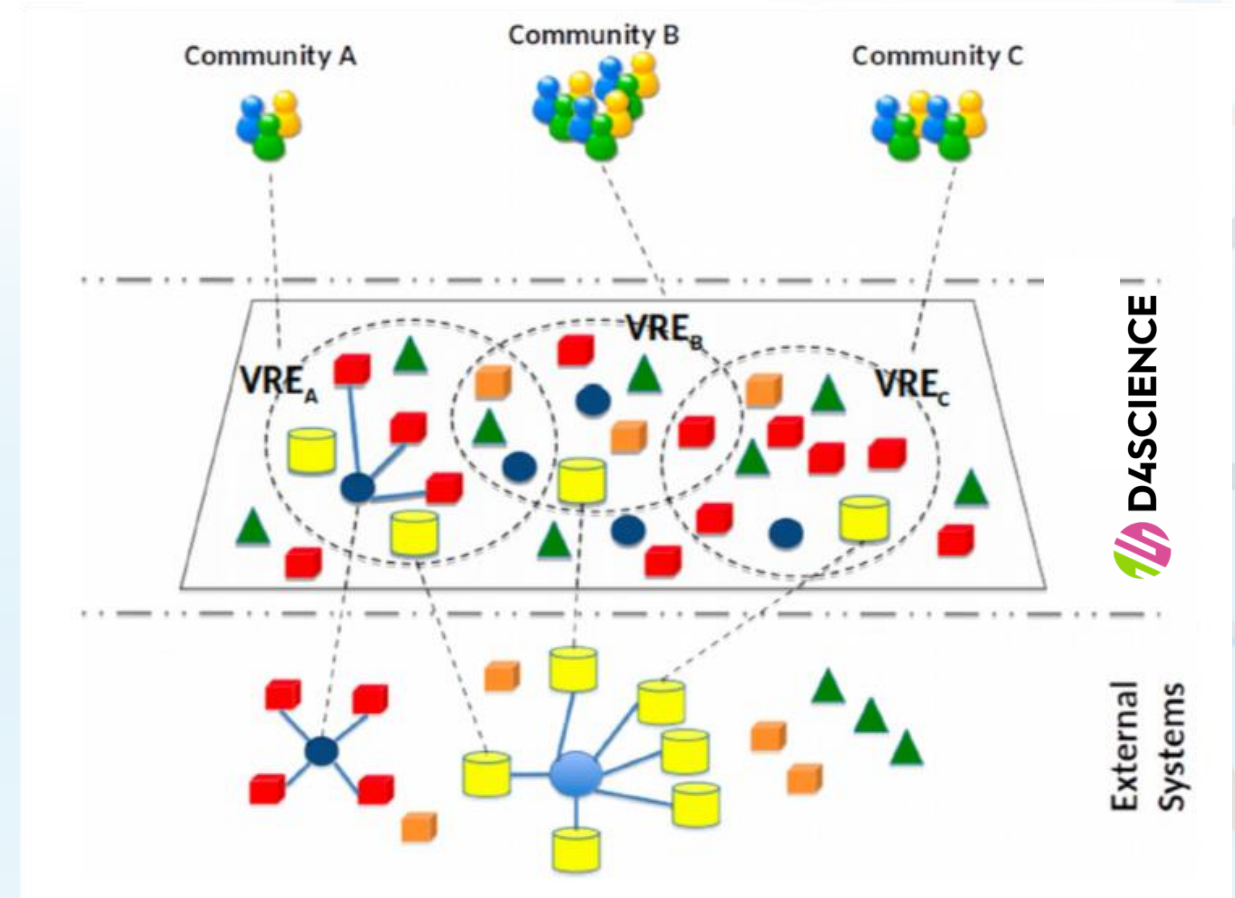 Community A
Community B
Community C
VREA
VREB
VREC
D4SCIENCE
External
Systems